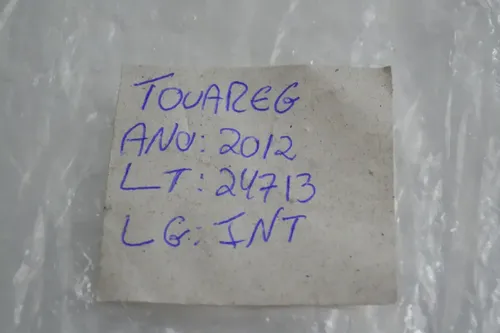 TOUAREG
ANO: 2012
LT: 24713
LG: INT